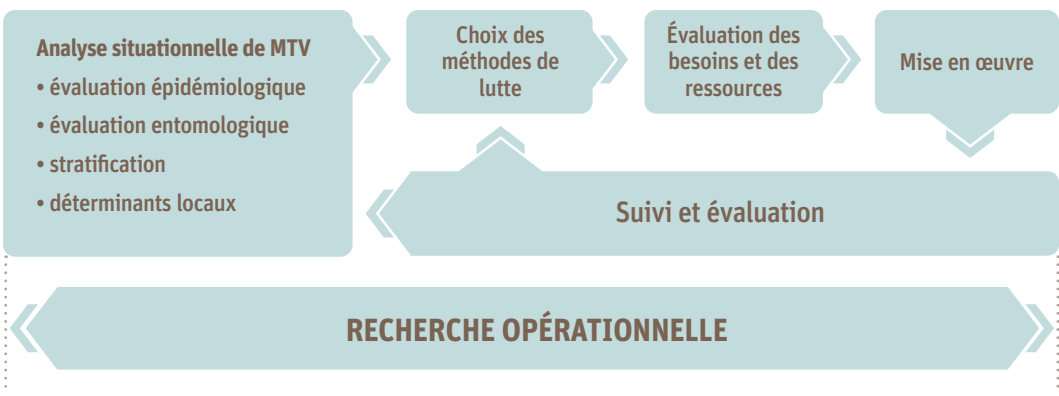 Analyse situationnelle de MTV
• évaluation épidémiologique
• évaluation entomologique
• stratification
• déterminants locaux
Choix des
méthodes de
lutte
Évaluation des
besoins et des
ressources
Mise en œuvre
Suivi et évaluation
RECHERCHE OPÉRATIONNELLE